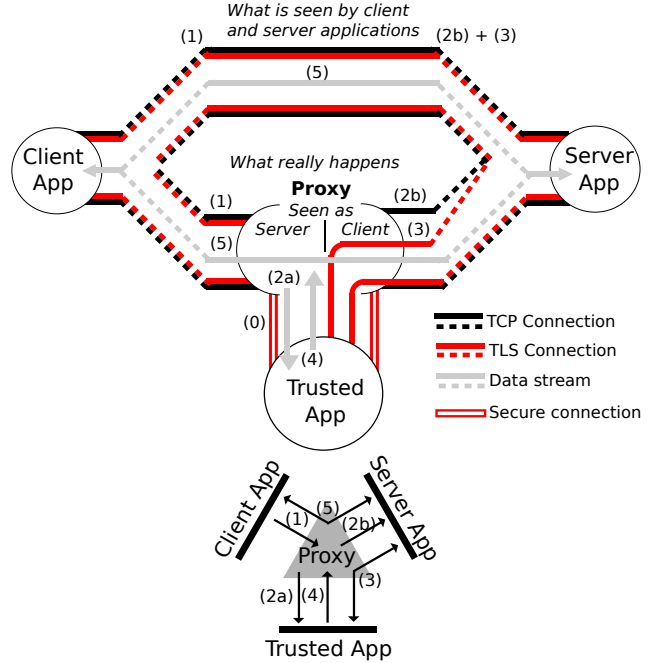 What is seen by client
and server applications
(1)
(2b) + (3)
(5)
Client
App
Server
App
What really happens
Proxy
(1)
(2b)
Seen as
Server
Client
(3)
(5)
(2a)
(0)
(4)
TCP Connection
TLS Connection
Data stream
Secure connection
Trusted
App
Client App
Server App
(5)
(1)
(2b)
Proxy
(3)
(2a)
(4)
Trusted App